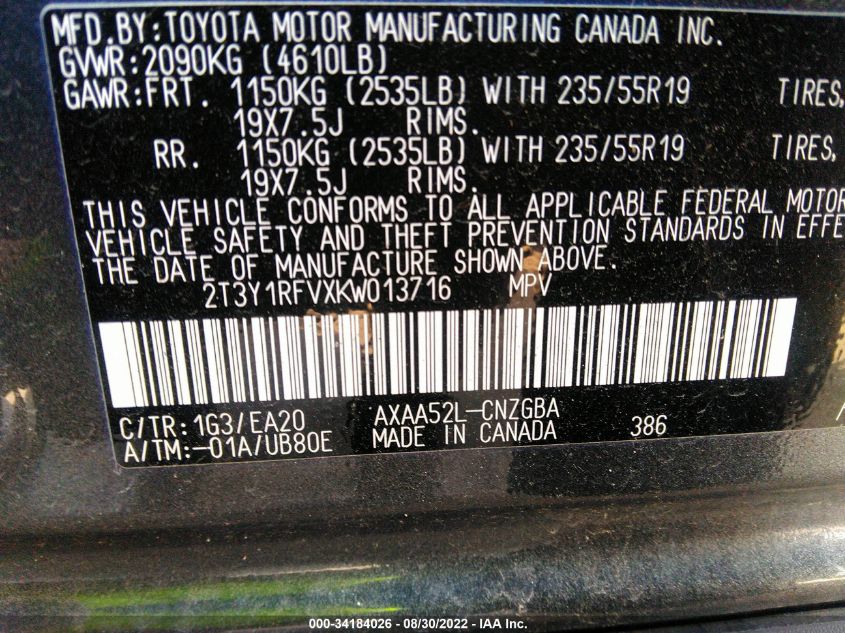 MFD.BY:TOYOTA MOTOR MANUFACTURING CANADA INC.
GVWR:2090KG (4610LB)
GAWR:FRT. 1150KG (2535LB) WITH 235/55R19 TIRES,
19X7.5J RIMS.
RR. 1150KG (2535LB) WITH 235/55R19 TIRES,
19X7.5J RIMS.
THIS VEHICLE CONFORMS TO ALL APPLICABLE FEDERAL MOTOR
VEHICLE SAFETY AND THEFT PREVENTION STANDARDS IN EFFE
THE DATE OF MANUFACTURE SHOWN ABOVE.
2T3Y1RFVXKW013716 MPV
C/TR: 1G3/EA20 AXAA52L-CNZGBA
A/TM:-01A/UB80E MADE IN CANADA 386
000-34184026 - 08/30/2022 - IAA Inc.